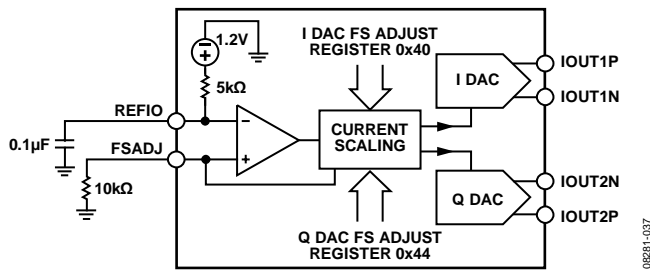 1.2V
I DAC FS ADJUST
REGISTER 0x40
5kΩ
I DAC
IOUT1P
IOUT1N
REFIO
–
0.1µF
FSADJ
+
CURRENT
SCALING
10kΩ
Q DAC
IOUT2N
IOUT2P
Q DAC FS ADJUST
REGISTER 0x44
08281-037